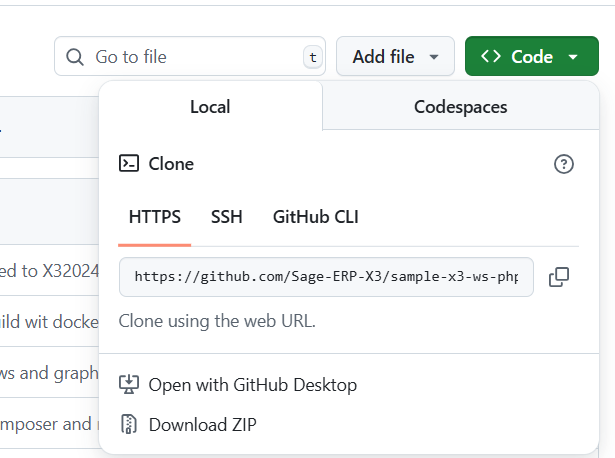 Go to file
t
Add file
Code
Local
Codespaces
Clone
HTTPS
SSH
GitHub CLI
ed to X32024
https://github.com/Sage-ERP-X3/sample-x3-ws-php
ild wit docke
Clone using the web URL.
ws and graph
Open with GitHub Desktop
mposer and
Download ZIP